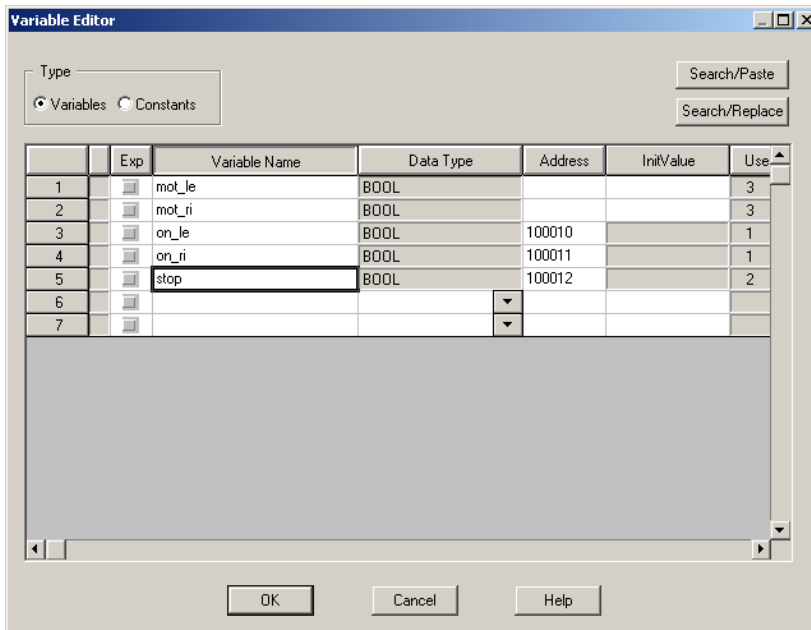 Variable Editor
Type
Variables Constants
Search/Paste
Search/Replace
Exp Variable Name Data Type Address InitValue Use
1 mot_le BOOL 3
2 mot_ri BOOL 3
3 on_le BOOL 100010 1
4 on_ri BOOL 100011 1
5 stop BOOL 100012 2
6
7
OK Cancel Help